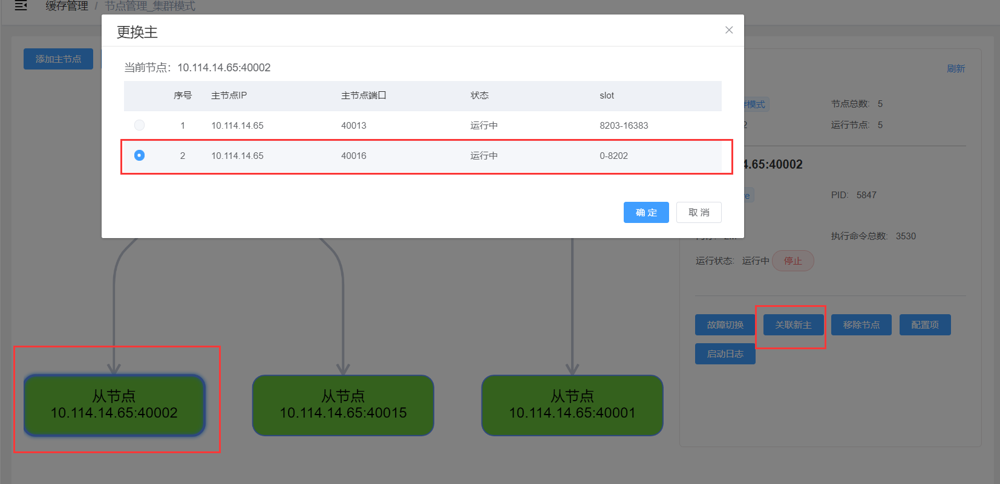 缓存管理 / 节点管理_集群模式
更换主
添加主节点
当前节点：10.114.14.65:40002
序号 主节点IP 主节点端口 状态 slot
1 10.114.14.65 40013 运行中 8203-16383
2 10.114.14.65 40016 运行中 0-8202
确 定 取 消
刷新
模式 节点总数: 5
2 运行节点: 5
4.65:40002
e PID: 5847
执行命令总数: 3530
运行状态: 运行中 停止
故障切换 关联新主 移除节点 配置项
启动日志
从节点
10.114.14.65:40002
从节点
10.114.14.65:40015
从节点
10.114.14.65:40001